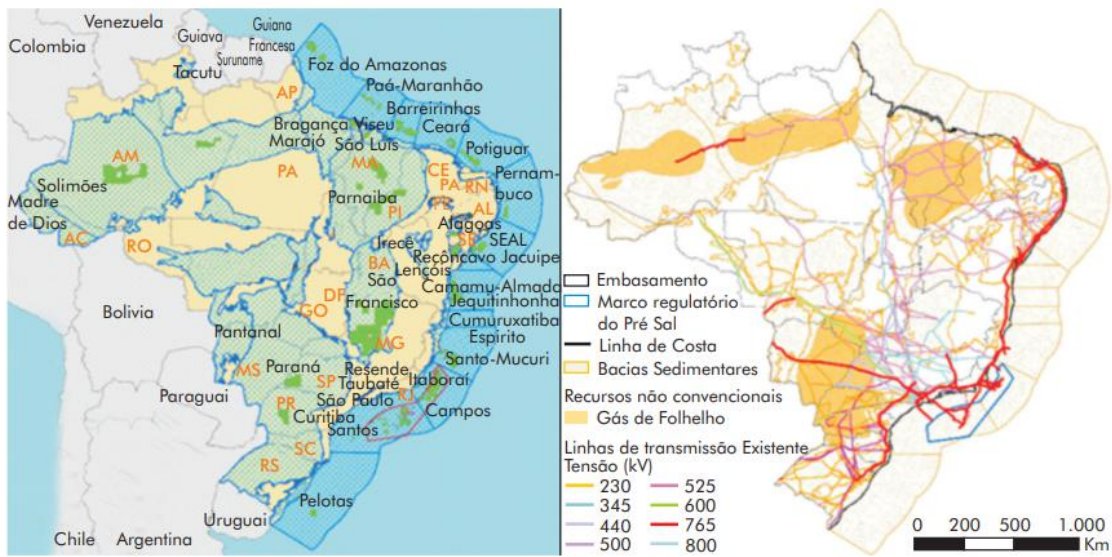 Venezuela
Colombia
Guiava
Suruname
Guiana
Francesa
Tacutu
Foz do Amazonas
AP
Paá-Maranhão
Barreirinhas
Bragança Viseu
Marajó
São Luís
Ceará
Potiguar
AM
PA
MA
CE
PA
RN
Pernam-
buco
Solimões
Madre
de Dios
Parnaiba
PI
AL
Alagoas
AC
RO
Irecê
SEAL
BA
Recôncavo Jacuipe
São
Francisco
Lençóis
Camamu-Almada
Jequitinhonha
Bolivia
DF
GO
Cumuruxatiba
Pantanal
MG
Espirito
Santo-Mucuri
MS
Paraná
Resende
SP
Taubaté
Itaboraí
RJ
São Paulo
Campos
Paraguai
PR
Curitiba
Santos
SC
RS
Pelotas
Uruguai
Chile
Argentina
Embasamento
Marco regulatório
do Pré Sal
Linha de Costa
Bacias Sedimentares
Recursos não convencionais
Gás de Folhelho
Linhas de transmissão Existente
Tensão (kV)
230 525
345 600
440 765
500 800
0 200 500 1.000
Km